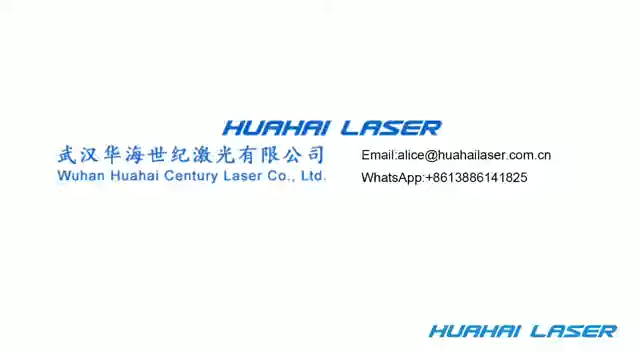 HUAHAI LASER
武汉华海世纪激光有限公司
Wuhan Huahai Century Laser Co., Ltd.
Email:alice@huahailaser.com.cn
WhatsApp:+8613886141825
HUAHAI LASER